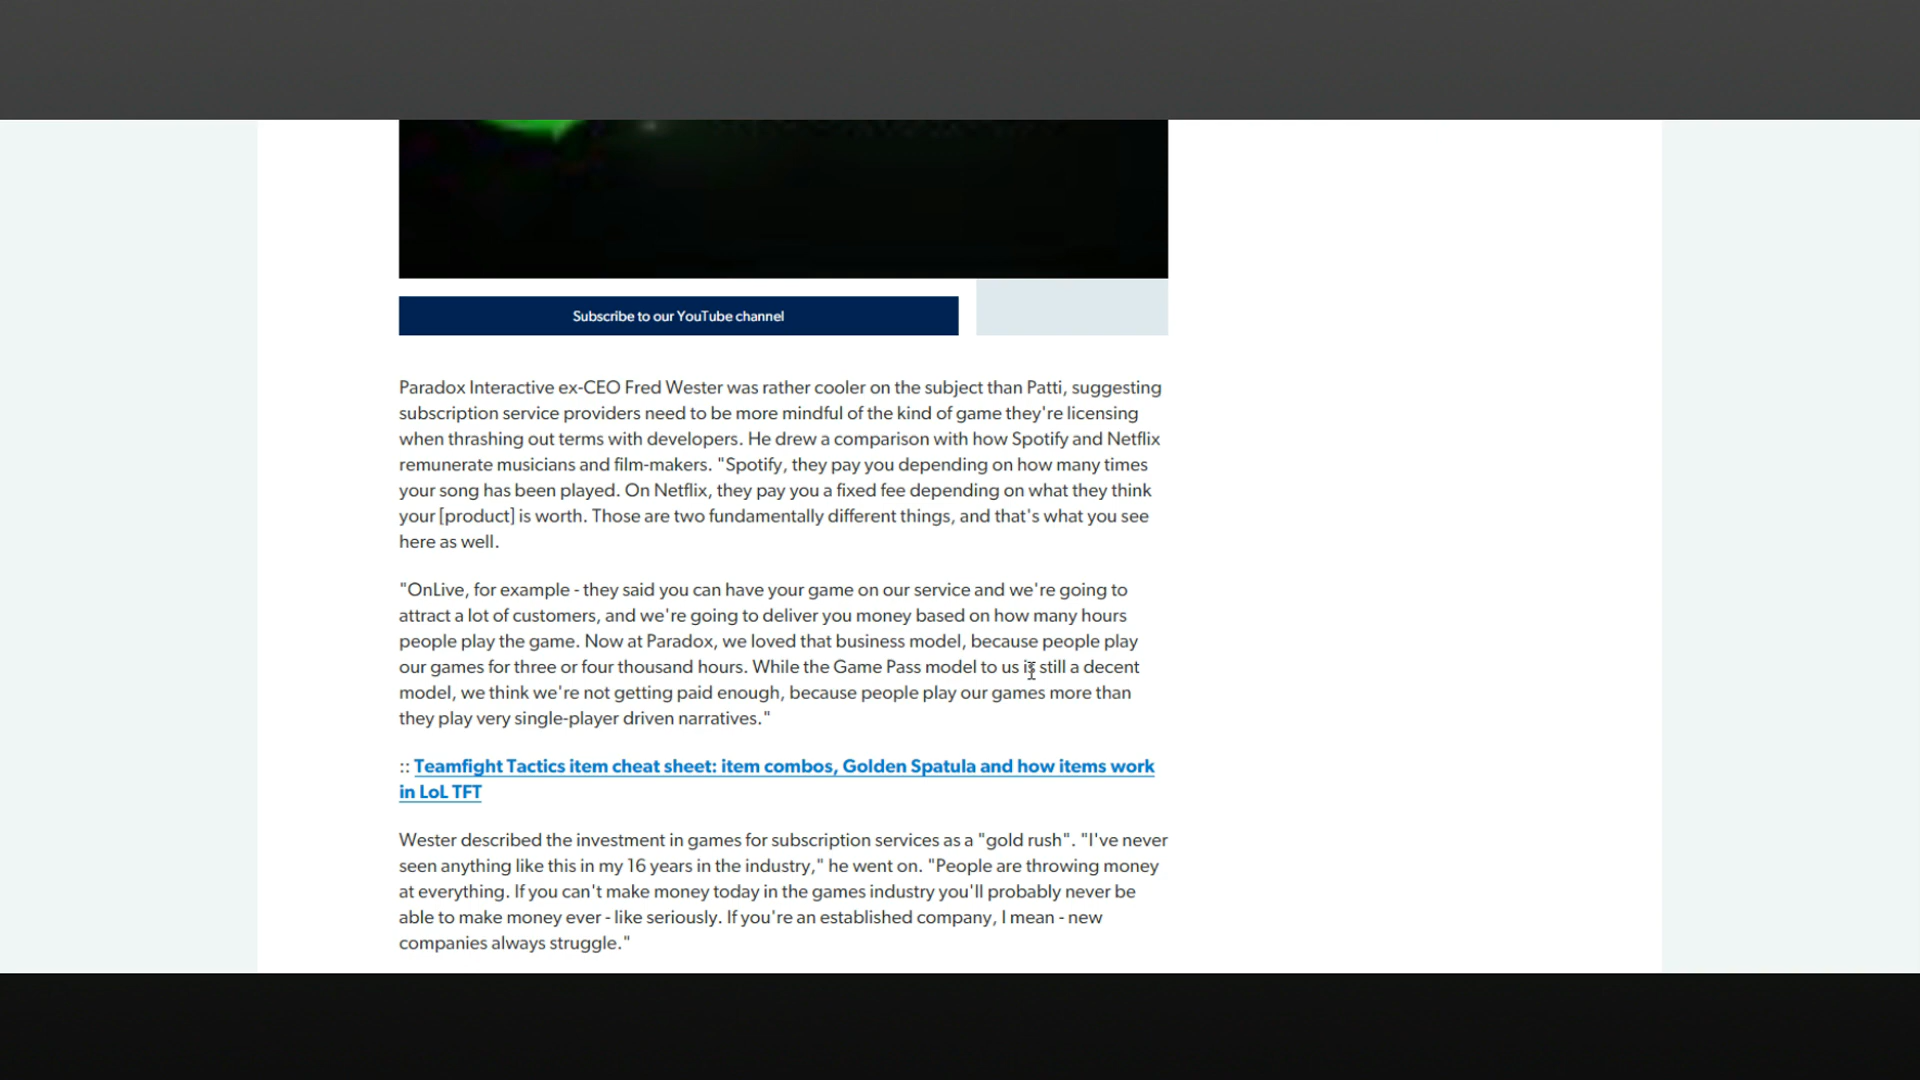 Subscribe to our YouTube channel
Paradox Interactive ex-CEO Fred Wester was rather cooler on the subject than Patti, suggesting
subscription service providers need to be more mindful of the kind of game they're licensing
when thrashing out terms with developers. He drew a comparison with how Spotify and Netflix
remunerate musicians and film-makers. "Spotify, they pay you depending on how many times
your song has been played. On Netflix, they pay you a fixed fee depending on what they think
your [product] is worth. Those are two fundamentally different things, and that's what you see
here as well.
"OnLive, for example - they said you can have your game on our service and we're going to
attract a lot of customers, and we're going to deliver you money based on how many hours
people play the game. Now at Paradox, we loved that business model, because people play
our games for three or four thousand hours. While the Game Pass model to us is still a decent
model, we think we're not getting paid enough, because people play our games more than
they play very single-player driven narratives."
:: Teamfight Tactics item cheat sheet: item combos, Golden Spatula and how items work
in LoL TFT
Wester described the investment in games for subscription services as a "gold rush". "I've never
seen anything like this in my 16 years in the industry," he went on. "People are throwing money
at everything. If you can't make money today in the games industry you'll probably never be
able to make money ever - like seriously. If you're an established company, I mean - new
companies always struggle."